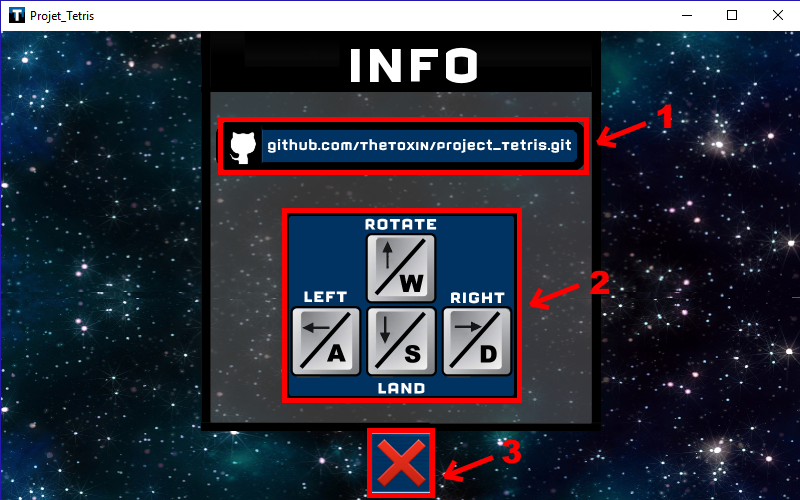 Projet_Tetris
INFO
1
github.com/TheToxin/Project_Tetris.git
ROTATE
W
2
LEFT
RIGHT
A
S
D
LAND
3